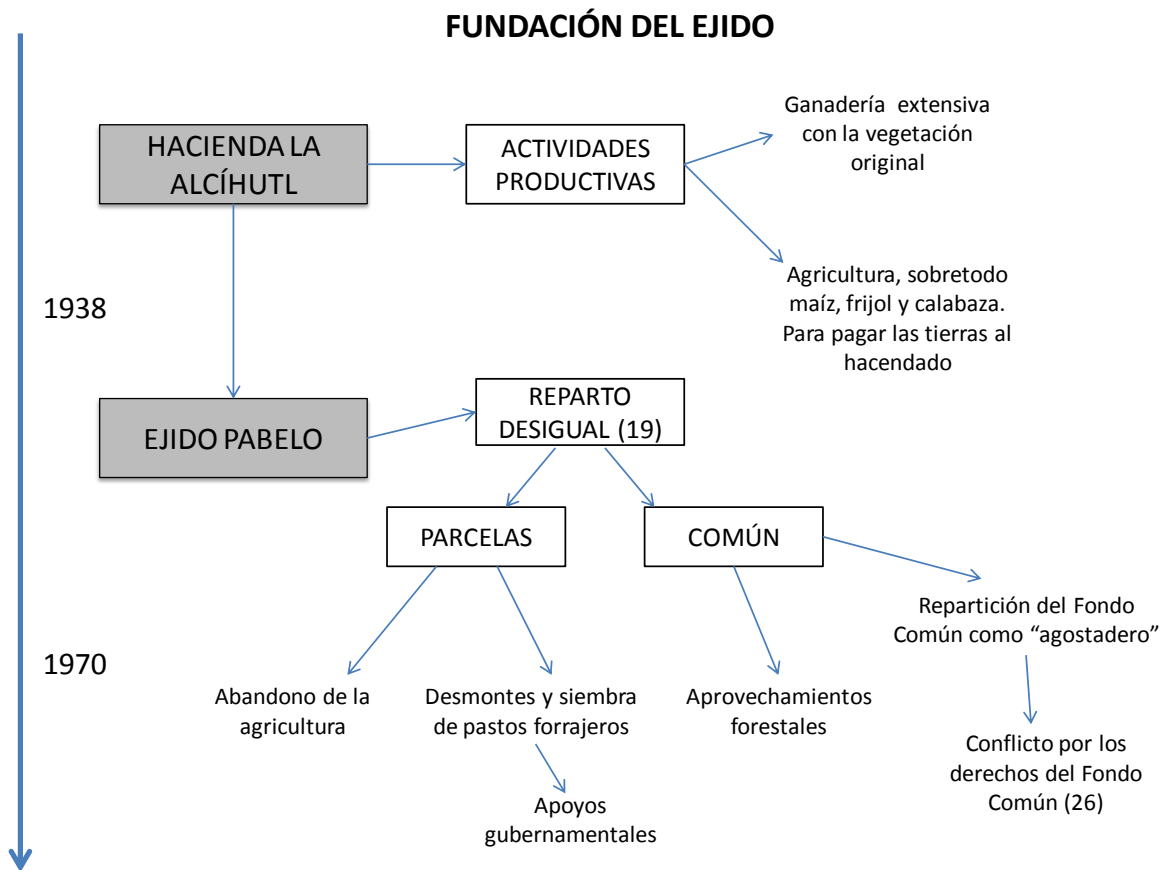 FUNDACIÓN DEL EJIDO
HACIENDA LA
ALCÍHUTL
ACTIVIDADES
PRODUCTIVAS
Ganadería extensiva
con la vegetación
original
Agricultura, sobretodo
maíz, frijol y calabaza.
Para pagar las tierras al
hacendado
1938
EJIDO PABELO
REPARTO
DESIGUAL (19)
PARCELAS
COMÚN
Repartición del Fondo
Común como “agostadero”
1970
Abandono de la
agricultura
Desmontes y siembra
de pastos forrajeros
Aprovechamientos
forestales
Conflicto por los
derechos del Fondo
Común (26)
Apoyos
gubernamentales